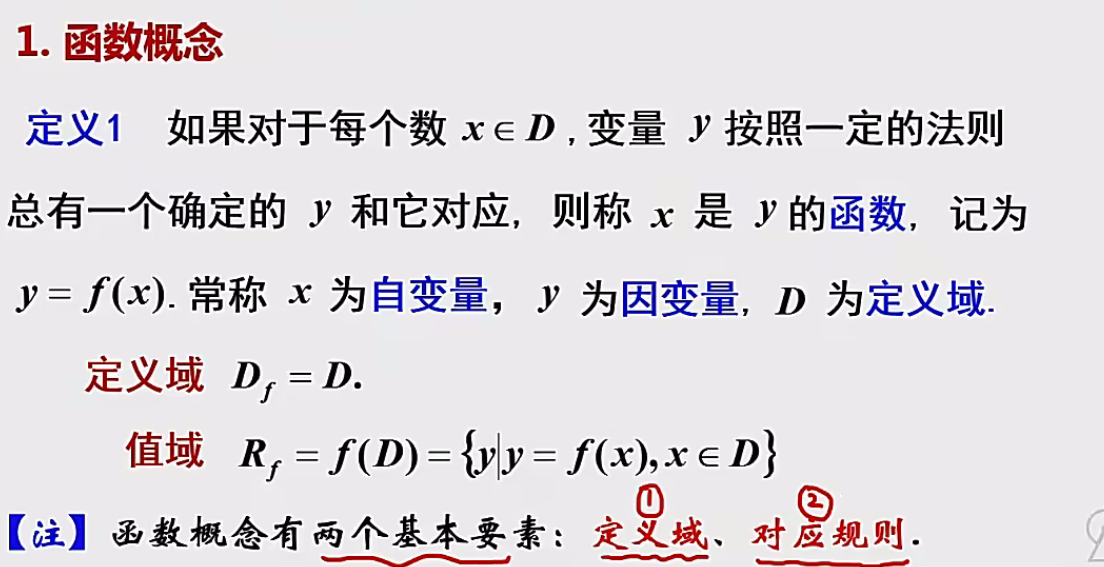 1. 函数概念
定义1 如果对于每个数 x∈D , 变量 y 按照一定的法则
总有一个确定的 y 和它对应, 则称 x 是 y 的函数, 记为
y = f(x). 常称 x 为自变量, y 为因变量, D 为定义域.
定义域 D_f = D.
值域 R_f = f(D) = {y|y = f(x), x∈D}
① ②
【注】函数概念有两个基本要素: 定义域、对应规则.